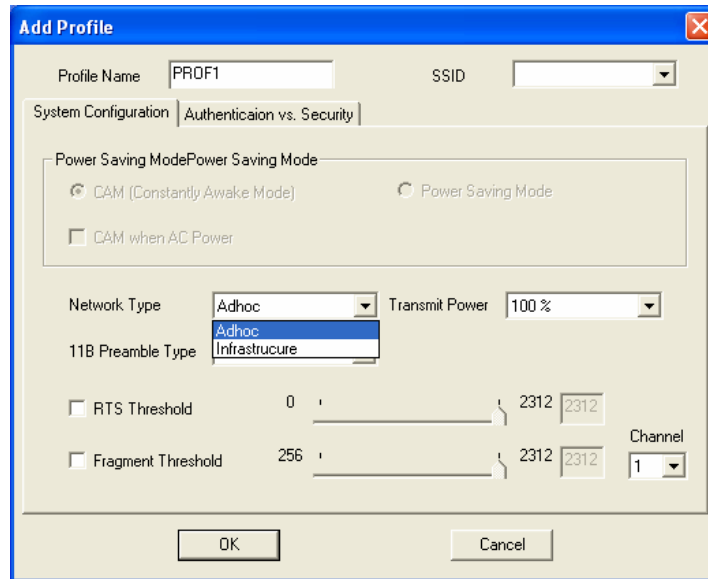 Add Profile
Profile Name PROF1 SSID
System Configuration Authenticaion vs. Security
Power Saving ModePower Saving Mode
CAM (Constantly Awake Mode) Power Saving Mode
CAM when AC Power
Network Type Adhoc Transmit Power 100 %
Adhoc
Infrastrucure
11B Preamble Type
RTS Threshold 0 2312 2312
Fragment Threshold 256 2312 2312
Channel
1
OK Cancel